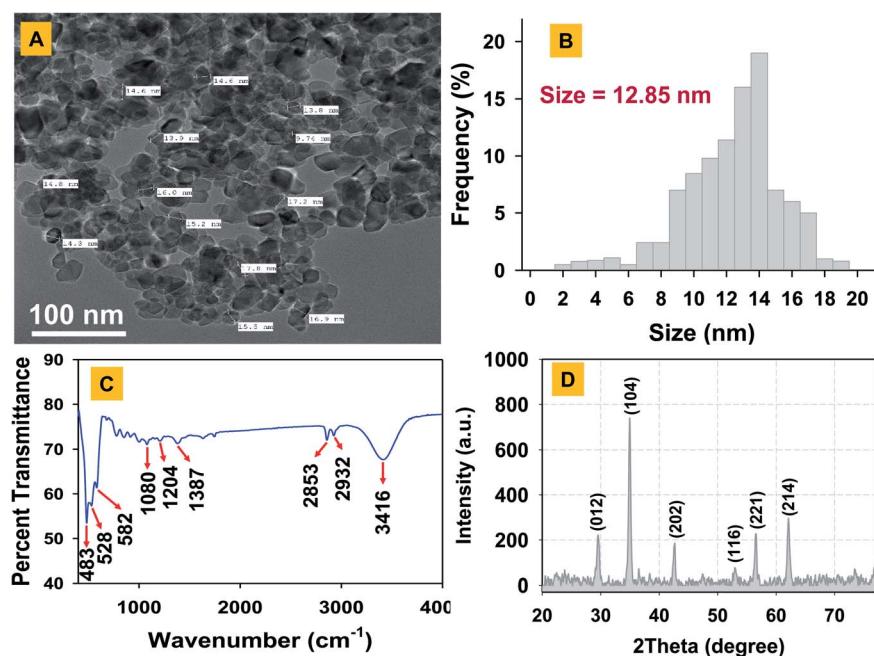 A
14.6 nm
14.6 nm
13.8 nm
13.9 nm
9.74 nm
14.8 nm
16.0 nm
17.2 nm
15.2 nm
14.3 nm
17.8 nm
15.3 nm
16.9 nm
100 nm
B
Size = 12.85 nm
Frequency (%)
20
15
10
5
0
0 2 4 6 8 10 12 14 16 18 20
Size (nm)
C
Percent Transmittance
90
80
70
60
50
40
483
528
582
1080
1204
1387
2853
2932
3416
1000 2000 3000 400
Wavenumber (cm⁻¹)
D
Intensity (a.u.)
1000
800
600
400
200
0
(012)
(104)
(202)
(116)
(221)
(214)
20 30 40 50 60 70
2Theta (degree)